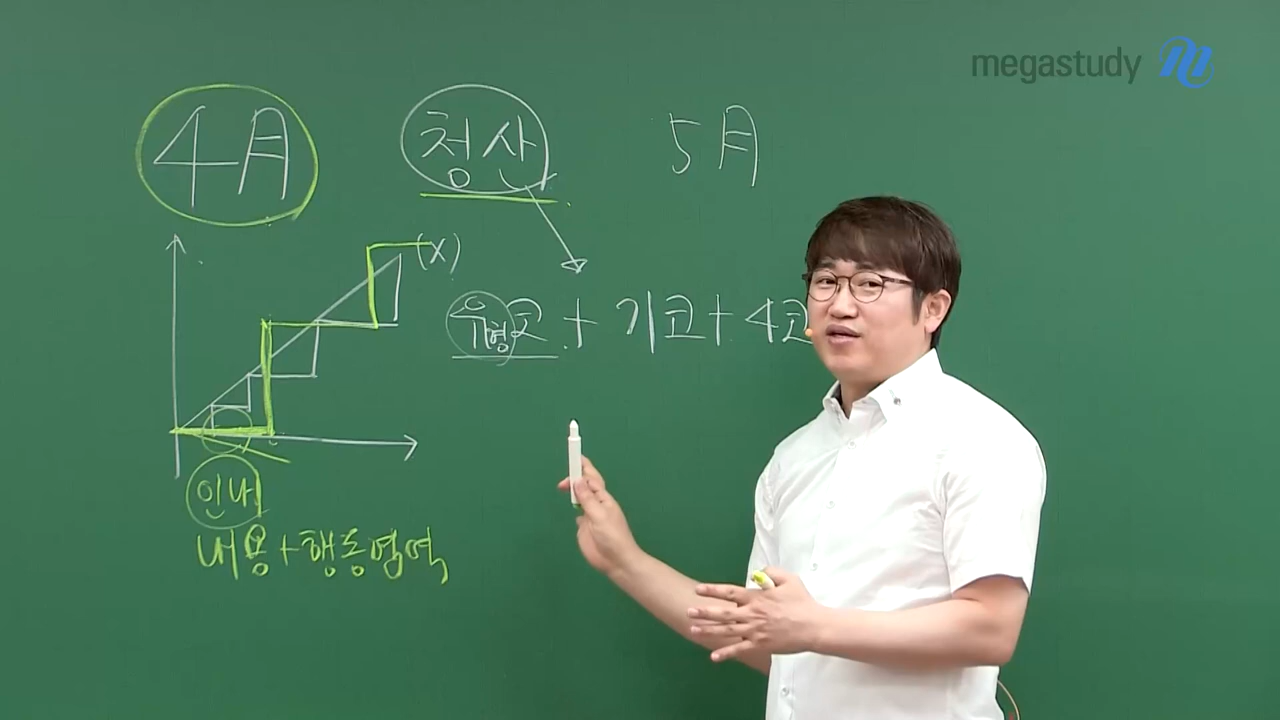 megastudy
4月 청산 5月
(X)
유형코 + 기코 + 4코
인내
내용 + 행동영역